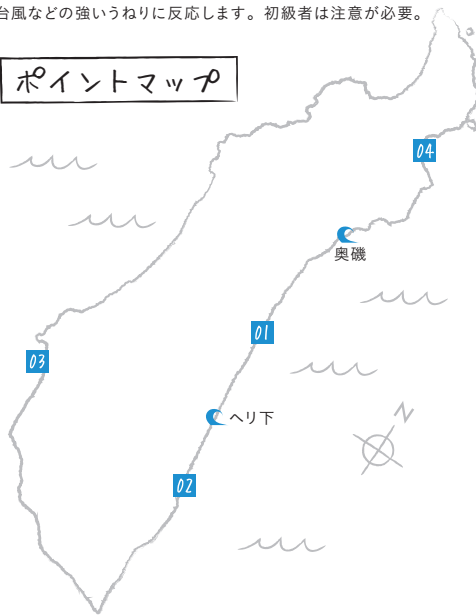 台風などの強いうねりに反応します。初級者は注意が必要。
ポイントマップ
04
奥磯
01
03
ヘリ下
N
02